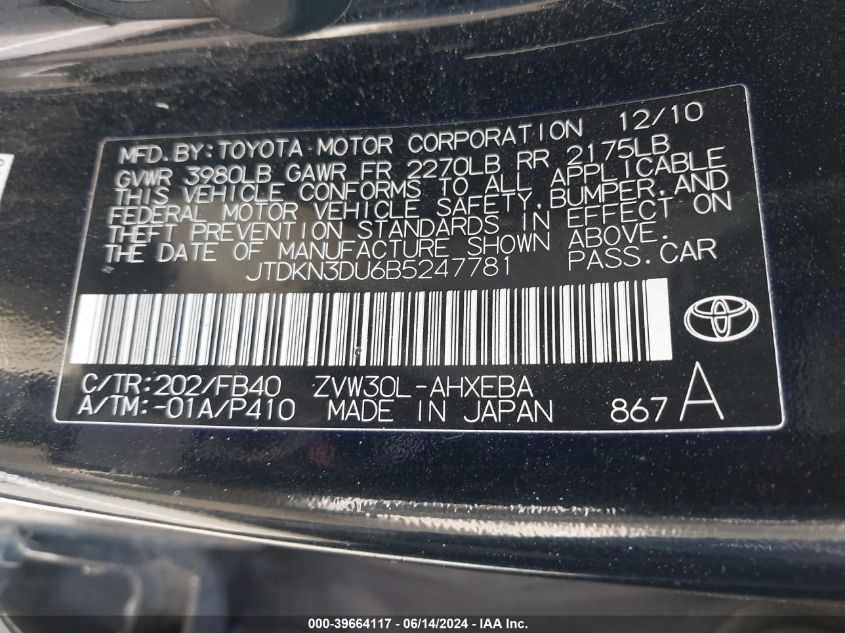 MFD. BY: TOYOTA MOTOR CORPORATION 12/10
GVWR 3980LB GAWR FR 2270LB RR 2175LB
THIS VEHICLE CONFORMS TO ALL APPLICABLE
FEDERAL MOTOR VEHICLE SAFETY, BUMPER, AND
THEFT PREVENTION STANDARDS IN EFFECT ON
THE DATE OF MANUFACTURE SHOWN ABOVE.
JTDKN3DU6B5247781 PASS. CAR
C/TR: 202/FB40 ZVW30L-AHXEBA
A/TM: -01A/P410 MADE IN JAPAN 867 A
000-39664117 - 06/14/2024 - IAA Inc.